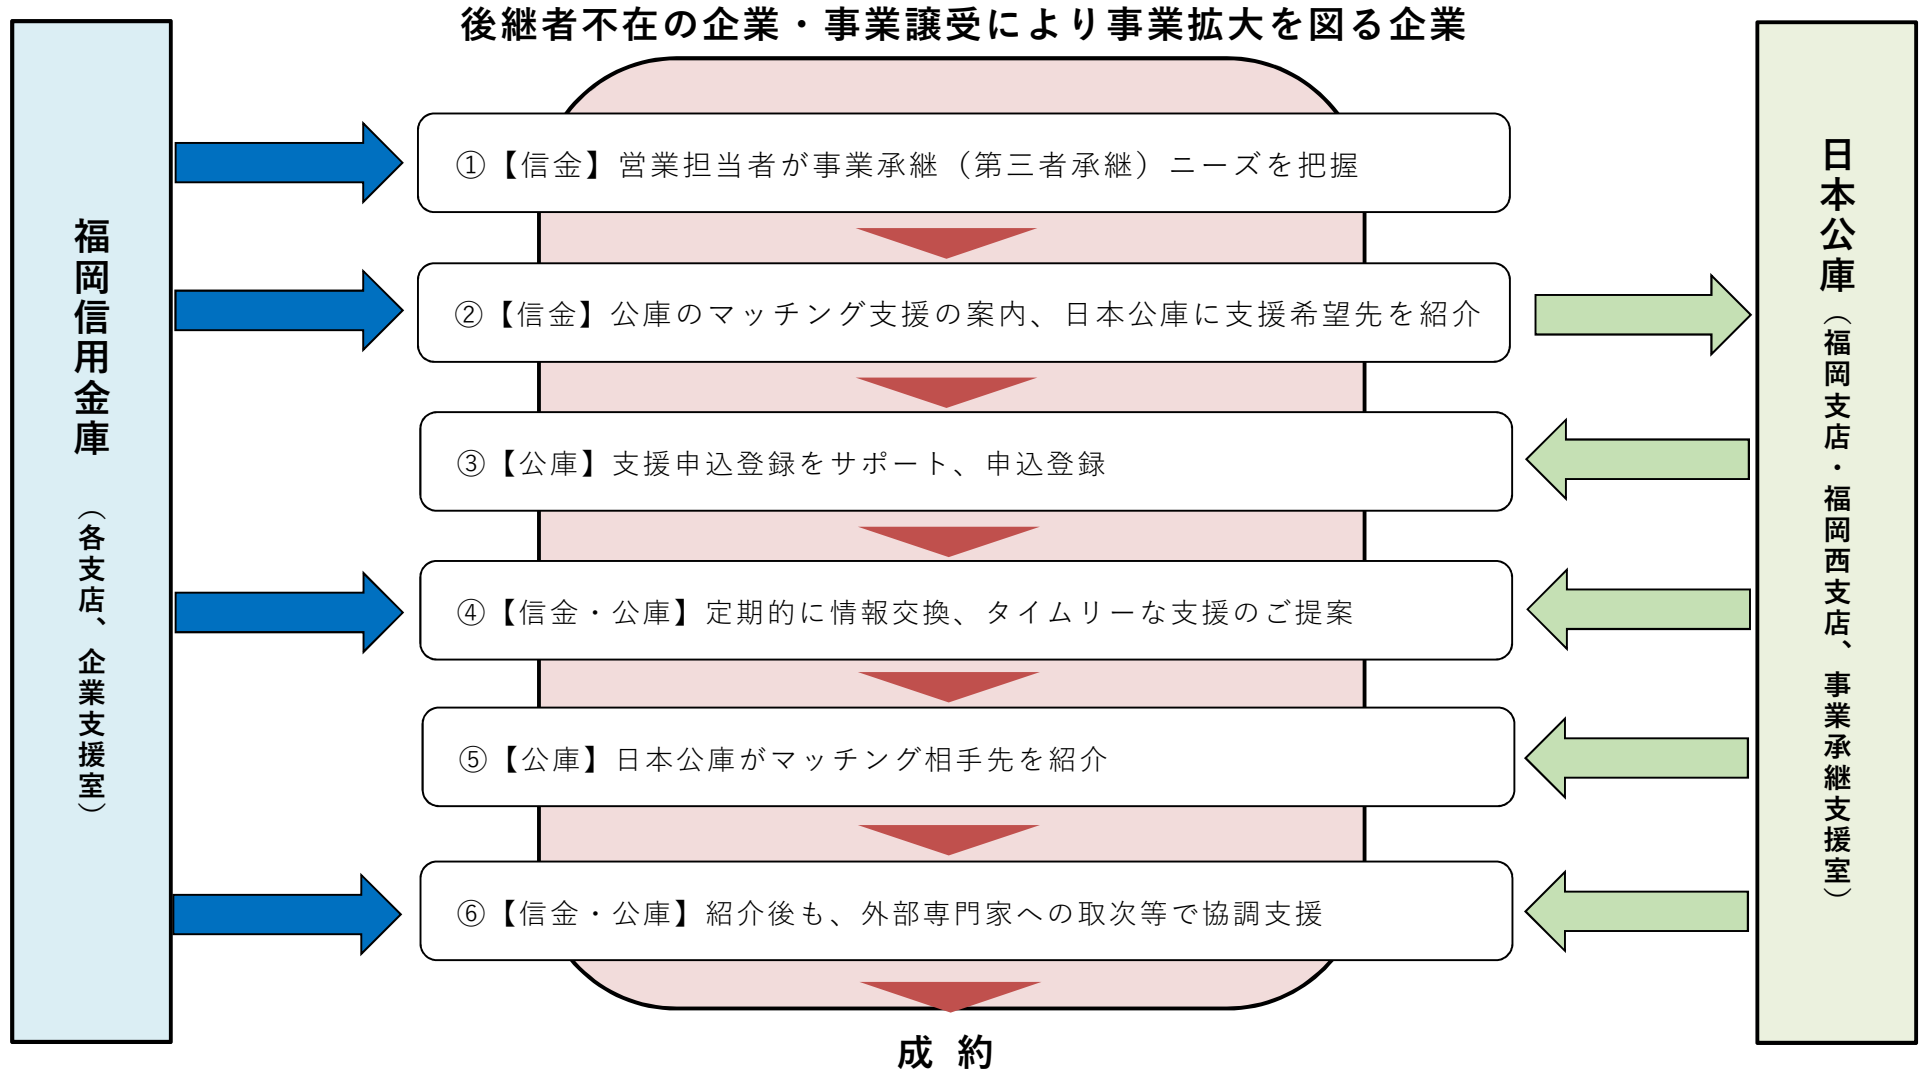 後継者不在の企業・事業譲受により事業拡大を図る企業
福岡信用金庫
（各支店、企業支援室）
①【信金】営業担当者が事業承継（第三者承継）ニーズを把握
②【信金】公庫のマッチング支援の案内、日本公庫に支援希望先を紹介
③【公庫】支援申込登録をサポート、申込登録
④【信金・公庫】定期的に情報交換、タイムリーな支援のご提案
⑤【公庫】日本公庫がマッチング相手先を紹介
⑥【信金・公庫】紹介後も、外部専門家への取次等で協調支援
成 約
日本公庫（福岡支店・福岡西支店、事業承継支援室）